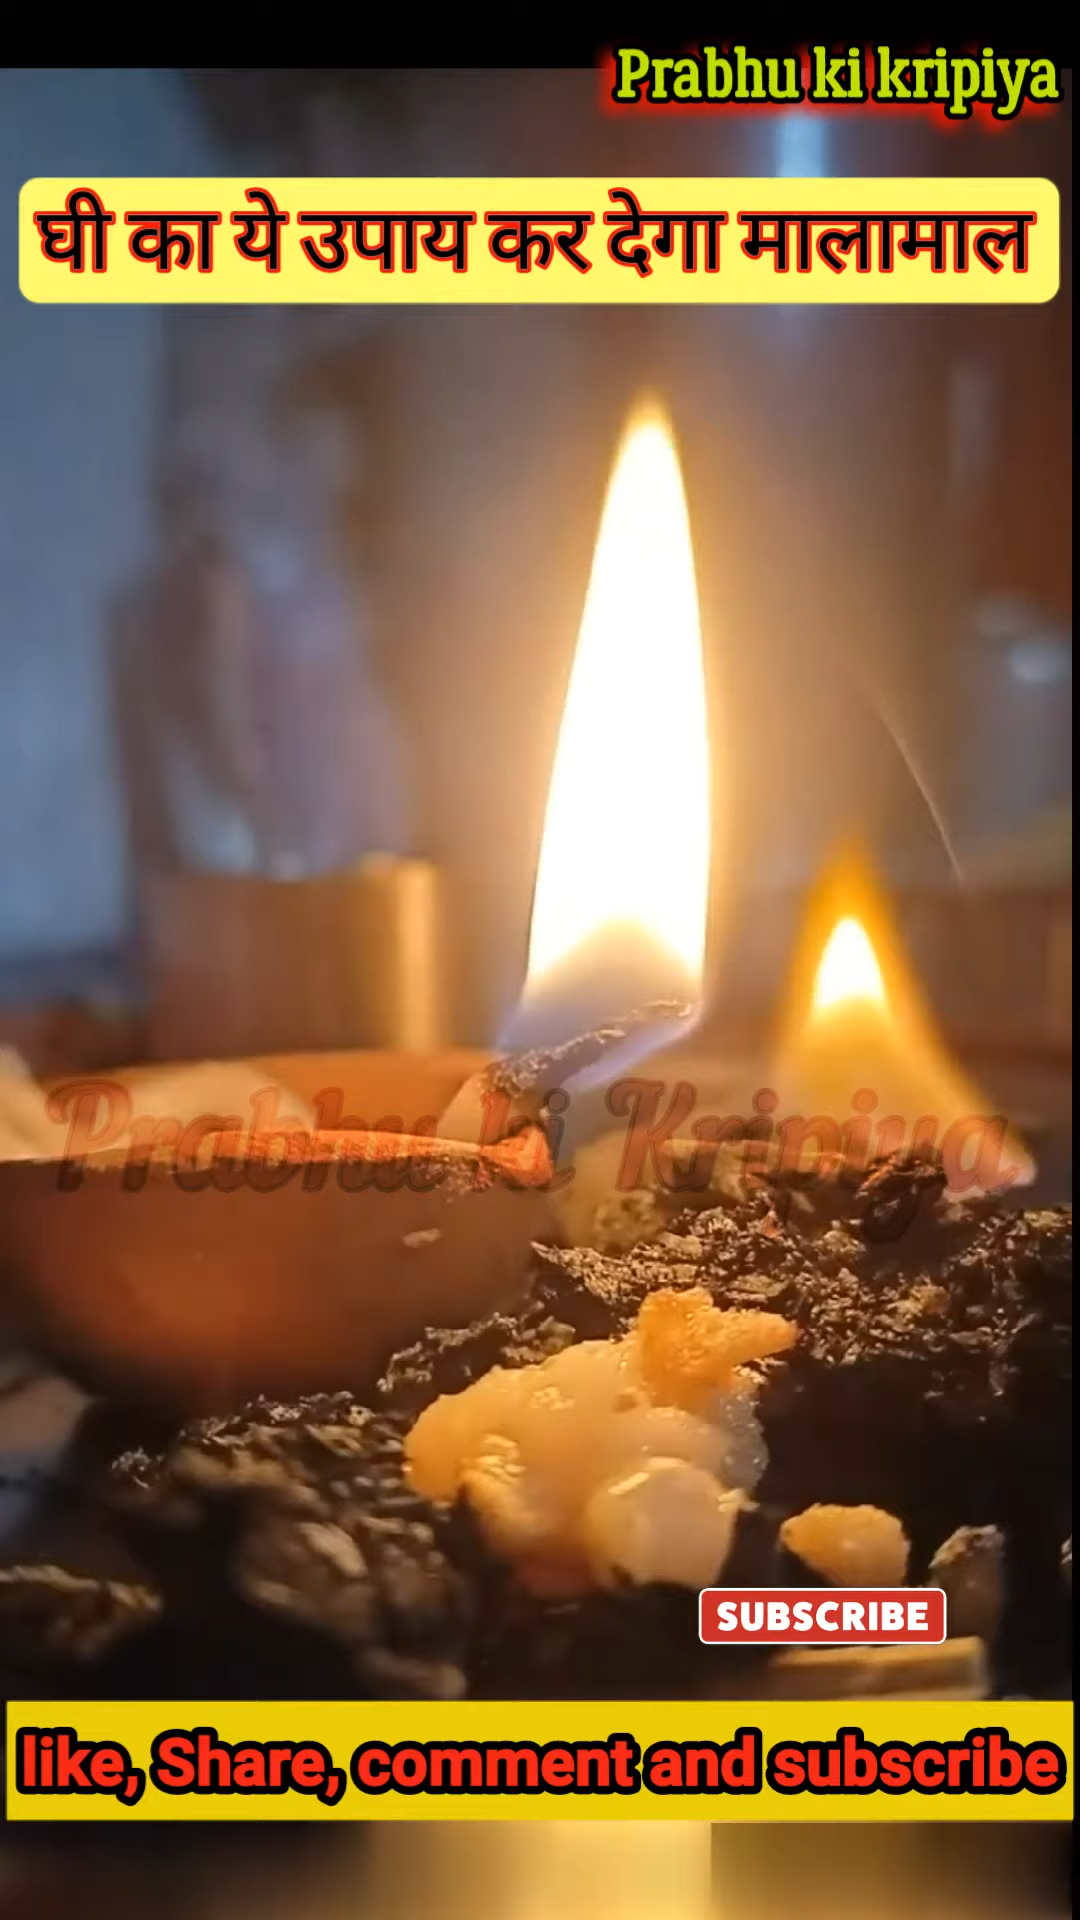 Prabhu ki kripiya
घी का ये उपाय कर देगा मालामाल
Prabhu ki Kripiya
SUBSCRIBE
like, Share, comment and subscribe